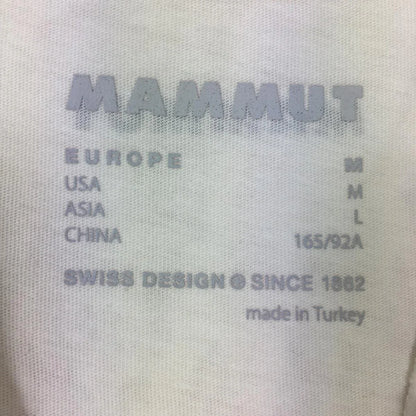 MAMMUT
EUROPE M
USA M
ASIA L
CHINA 165/92A
SWISS DESIGN SINCE 1862
made in Turkey